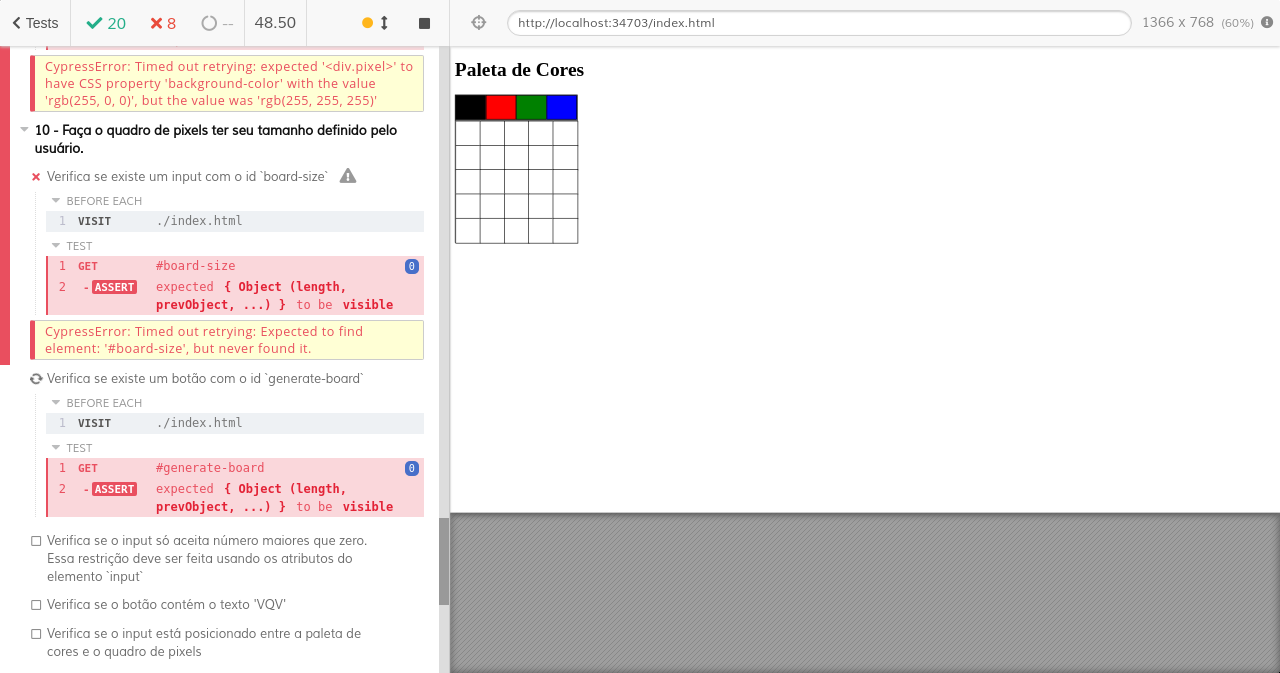 Tests 20 8 -- 48.50 http://localhost:34703/index.html 1366 x 768 (60%)
CypressError: Timed out retrying: expected '<div.pixel>' to
have CSS property 'background-color' with the value
'rgb(255, 0, 0)', but the value was 'rgb(255, 255, 255)'
10 - Faça o quadro de pixels ter seu tamanho definido pelo
usuário.
Verifica se existe um input com o id `board-size`
BEFORE EACH
1 VISIT ./index.html
TEST
1 GET #board-size 0
2 - ASSERT expected { Object (length,
prevObject, ...) } to be visible
CypressError: Timed out retrying: Expected to find
element: '#board-size', but never found it.
Verifica se existe um botão com o id `generate-board`
BEFORE EACH
1 VISIT ./index.html
TEST
1 GET #generate-board 0
2 - ASSERT expected { Object (length,
prevObject, ...) } to be visible
Verifica se o input só aceita número maiores que zero.
Essa restrição deve ser feita usando os atributos do
elemento `input`
Verifica se o botão contém o texto 'VQV'
Verifica se o input está posicionado entre a paleta de
cores e o quadro de pixels
Paleta de Cores